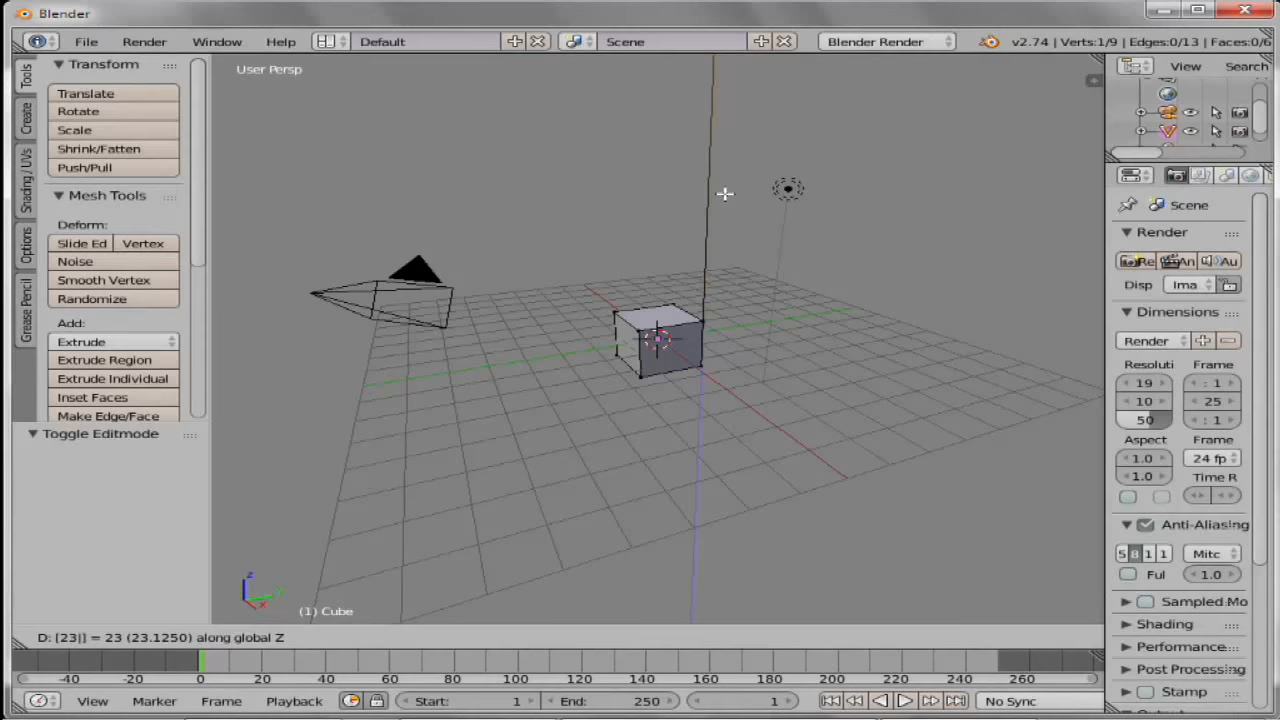 Blender
File Render Window Help Default Scene Blender Render v2.74 | Verts:1/9 | Edges:0/13 | Faces:0/6
Tools
Create
Shading / UVs
Options
Grease Pencil
Transform
Translate
Rotate
Scale
Shrink/Fatten
Push/Pull
Mesh Tools
Deform:
Slide Ed Vertex
Noise
Smooth Vertex
Randomize
Add:
Extrude
Extrude Region
Extrude Individual
Inset Faces
Make Edge/Face
Toggle Editmode
User Persp
z
(1) Cube
D: [23|] = 23 (23.1250) along global Z
View Search
Scene
Render
Re An Au
Disp Ima
Dimensions
Render
Resoluti Frame
19 : 1
10 25
50 : 1
Aspect Frame
1.0 24 fp
1.0 Time R
Anti-Aliasing
5 8 1 1 Mitc
Ful 1.0
Sampled Mo
Shading
Performance
Post Processing
Stamp
-40 -20 0 20 40 60 80 100 120 140 160 180 200 220 240 260
View Marker Frame Playback Start: 1 End: 250 1 No Sync